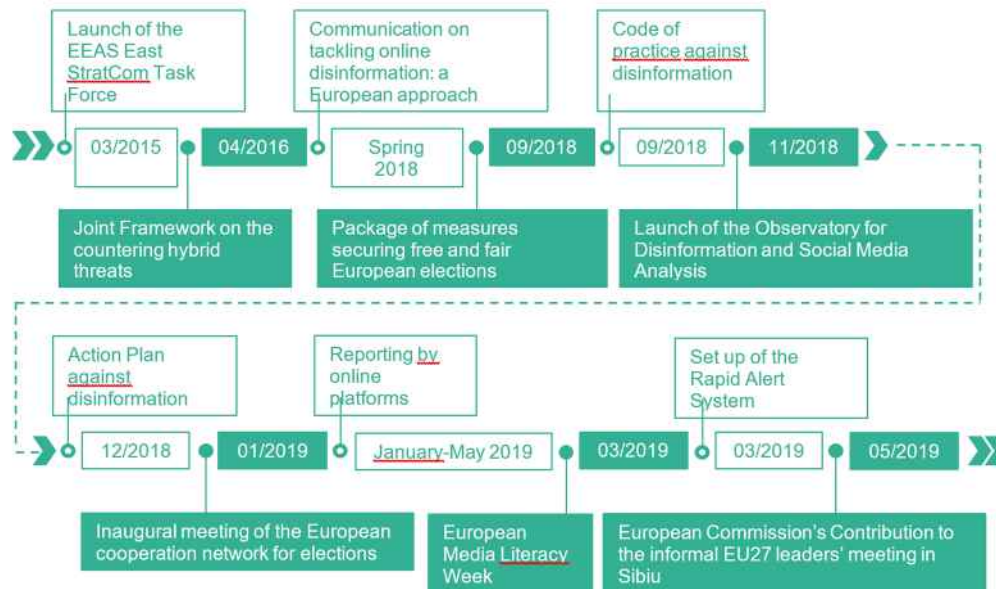 Launch of the
EEAS East
StratCom Task
Force
Communication on
tackling online
disinformation: a
European approach
Code of
practice against
disinformation
03/2015
04/2016
Spring
2018
09/2018
09/2018
11/2018
Joint Framework on the
countering hybrid
threats
Package of measures
securing free and fair
European elections
Launch of the Observatory for
Disinformation and Social Media
Analysis
Action Plan
against
disinformation
Reporting by
online
platforms
Set up of the
Rapid Alert
System
12/2018
01/2019
January-May 2019
03/2019
03/2019
05/2019
Inaugural meeting of the European
cooperation network for elections
European
Media Literacy
Week
European Commission's Contribution to
the informal EU27 leaders' meeting in
Sibiu